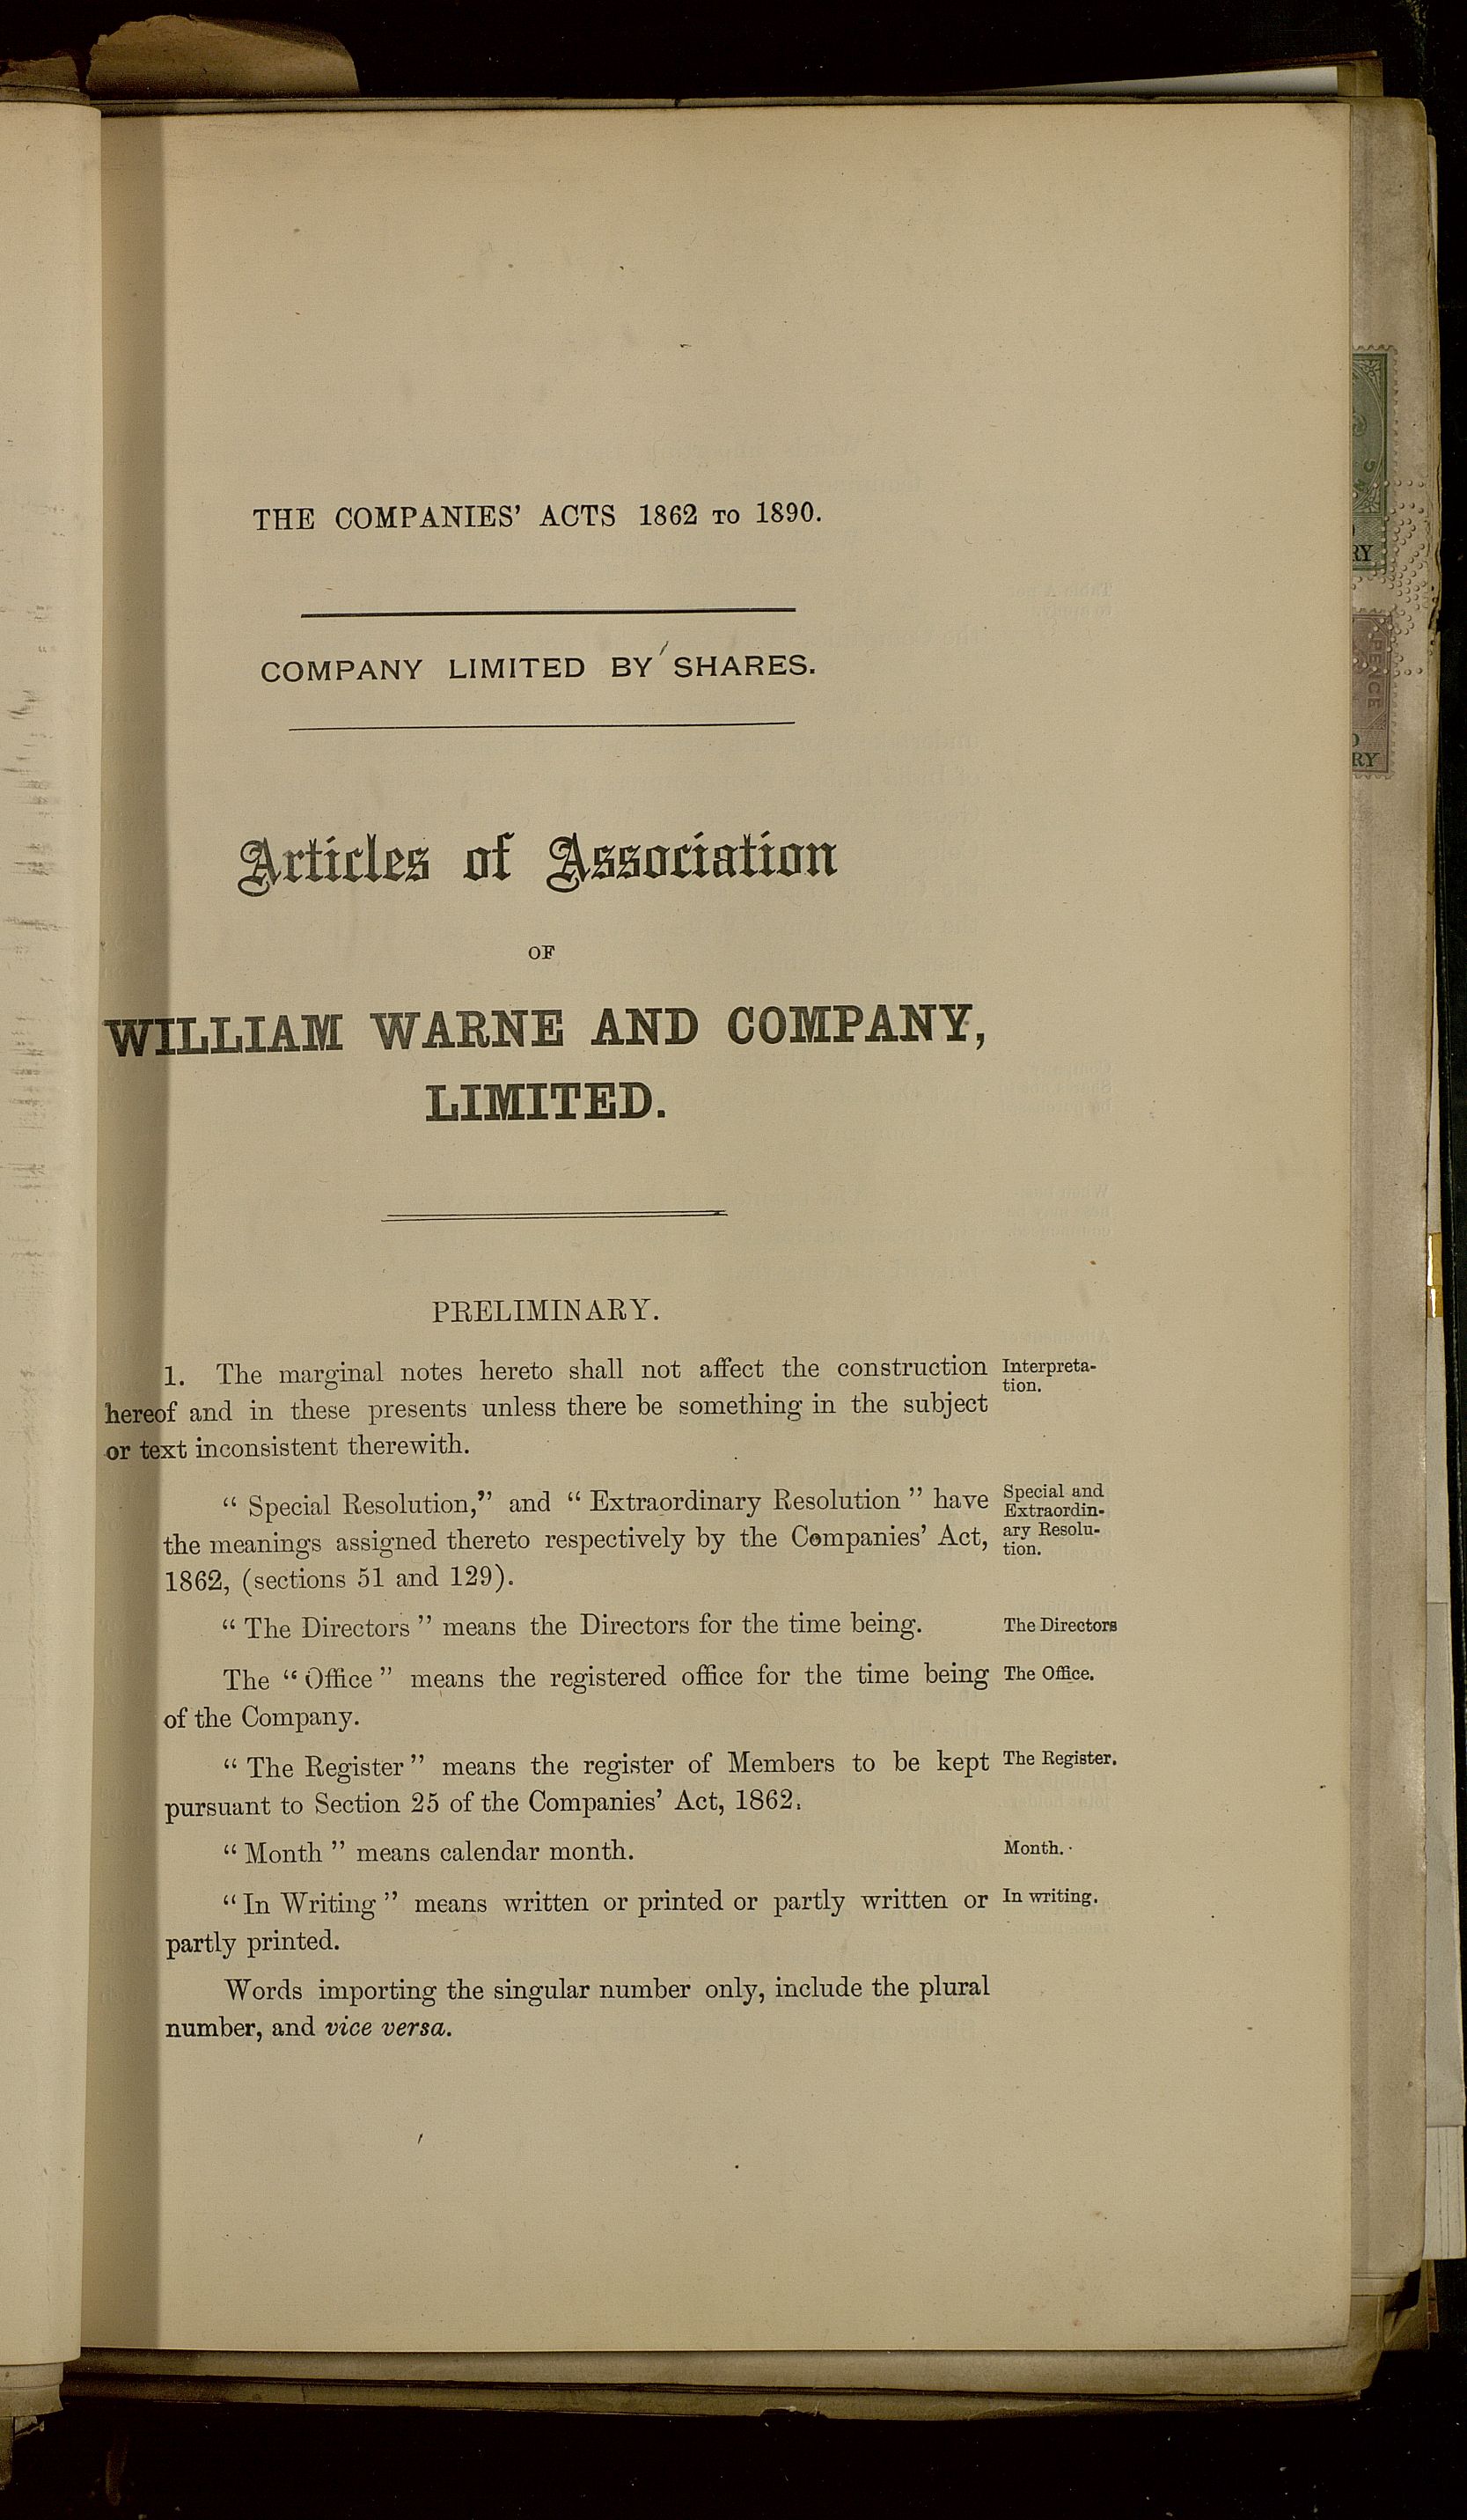 THE COMPANIES' ACTS 1862 TO 1890.
COMPANY LIMITED BY SHARES.
Articles of Association
OF
WILLIAM WARNE AND COMPANY,
LIMITED.
PRELIMINARY.
1. The marginal notes hereto shall not affect the construction
hereof and in these presents unless there be something in the subject
or text inconsistent therewith.
Interpreta-
tion.
" Special Resolution," and " Extraordinary Resolution " have
the meanings assigned thereto respectively by the Companies' Act,
1862, (sections 51 and 129).
Special and
Extraordin-
ary Resolu-
tion.
" The Directors " means the Directors for the time being.
The Directors
The " Office " means the registered office for the time being
of the Company.
The Office.
" The Register " means the register of Members to be kept
pursuant to Section 25 of the Companies' Act, 1862.
The Register.
" Month " means calendar month.
Month.
" In Writing " means written or printed or partly written or
partly printed.
In writing.
Words importing the singular number only, include the plural
number, and vice versa.
RY
PENCE
RY